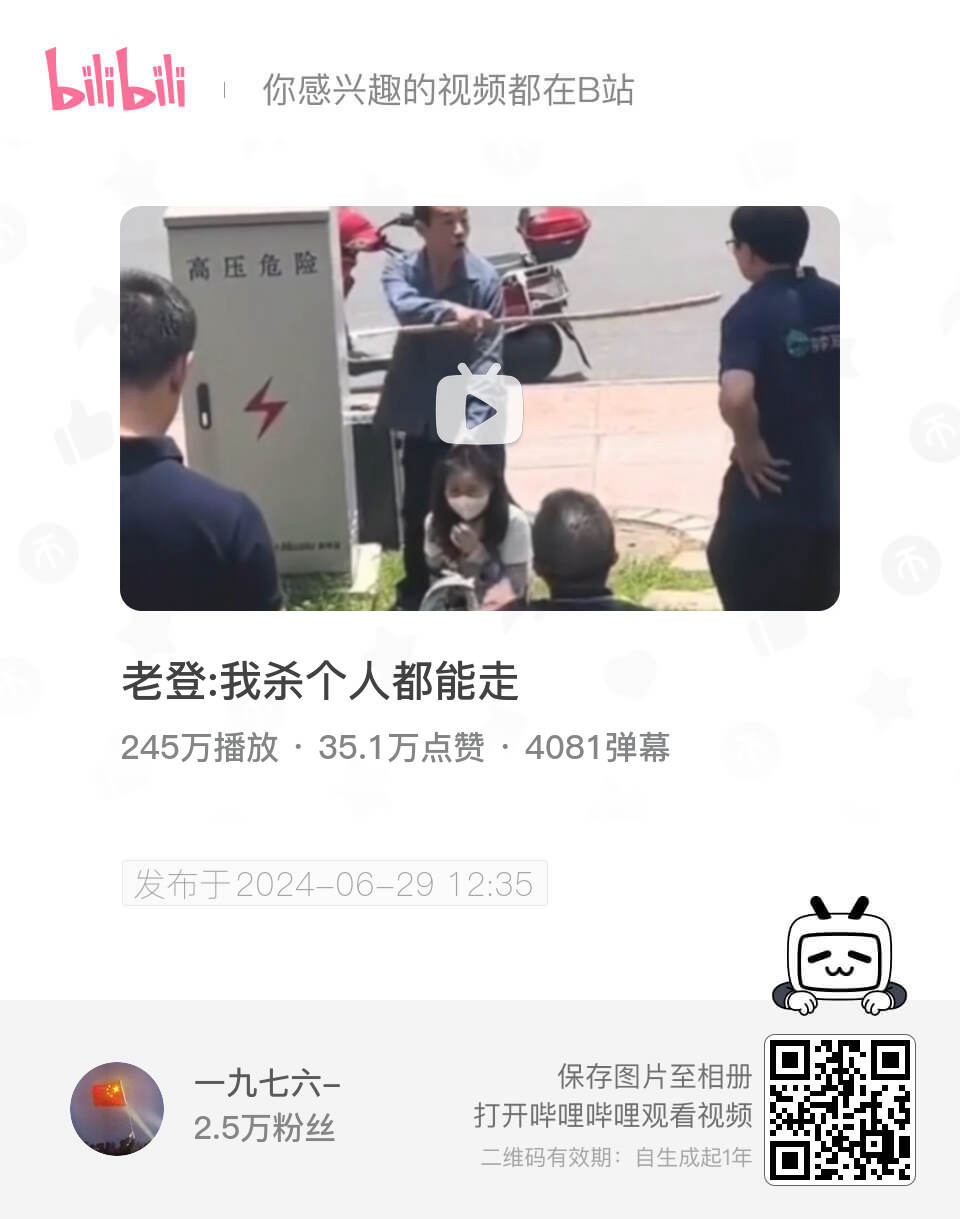 bilibili
你感兴趣的视频都在B站
高压危险
老登:我杀个人都能走
245万播放 · 35.1万点赞 · 4081弹幕
发布于2024-06-29 12:35
一九七六-
2.5万粉丝
保存图片至相册
打开哔哩哔哩观看视频
二维码有效期：自生成起1年